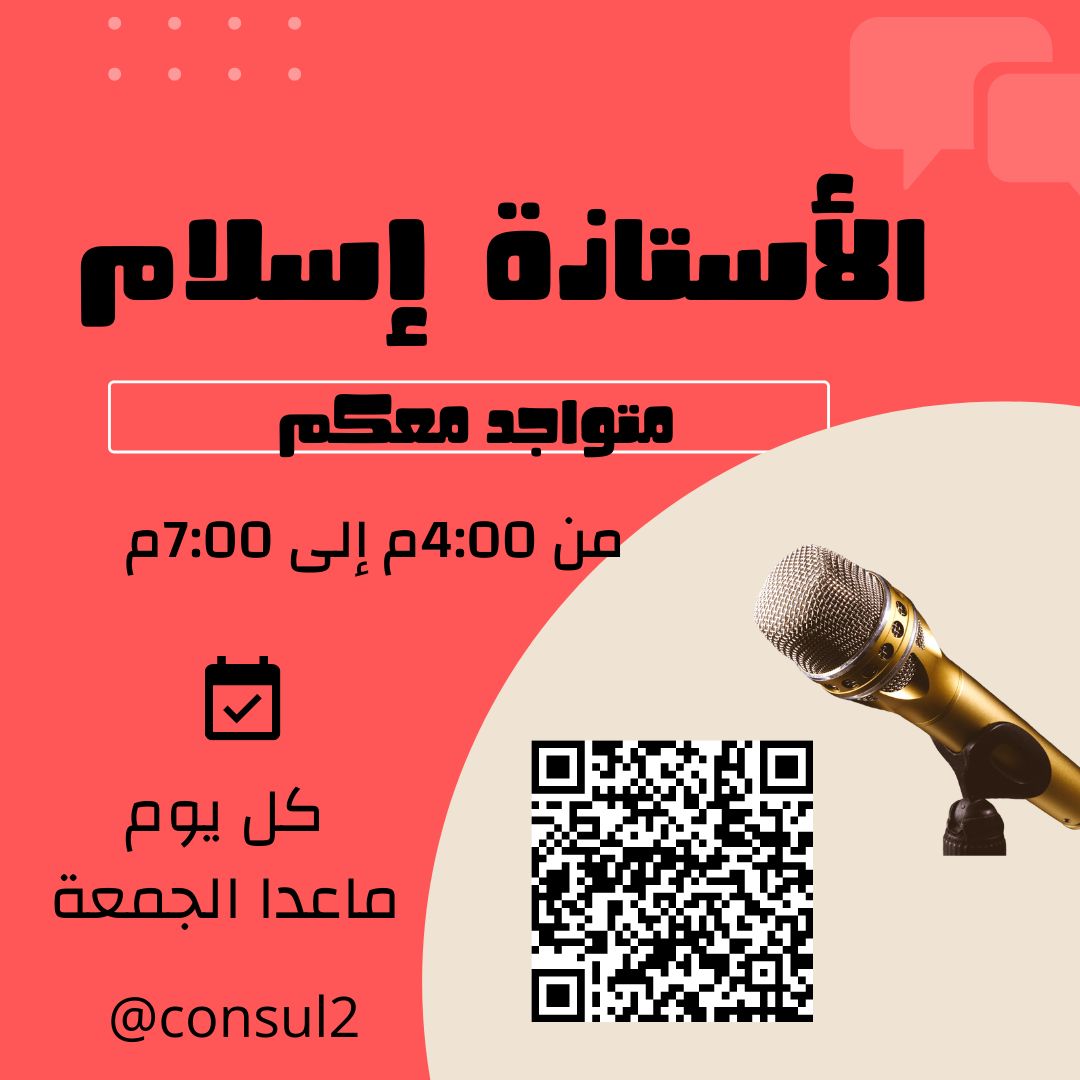 الأستاذة إسلام
متواجد معكم
من 4:00م إلى 7:00م
كل يوم
ماعدا الجمعة
@consul2